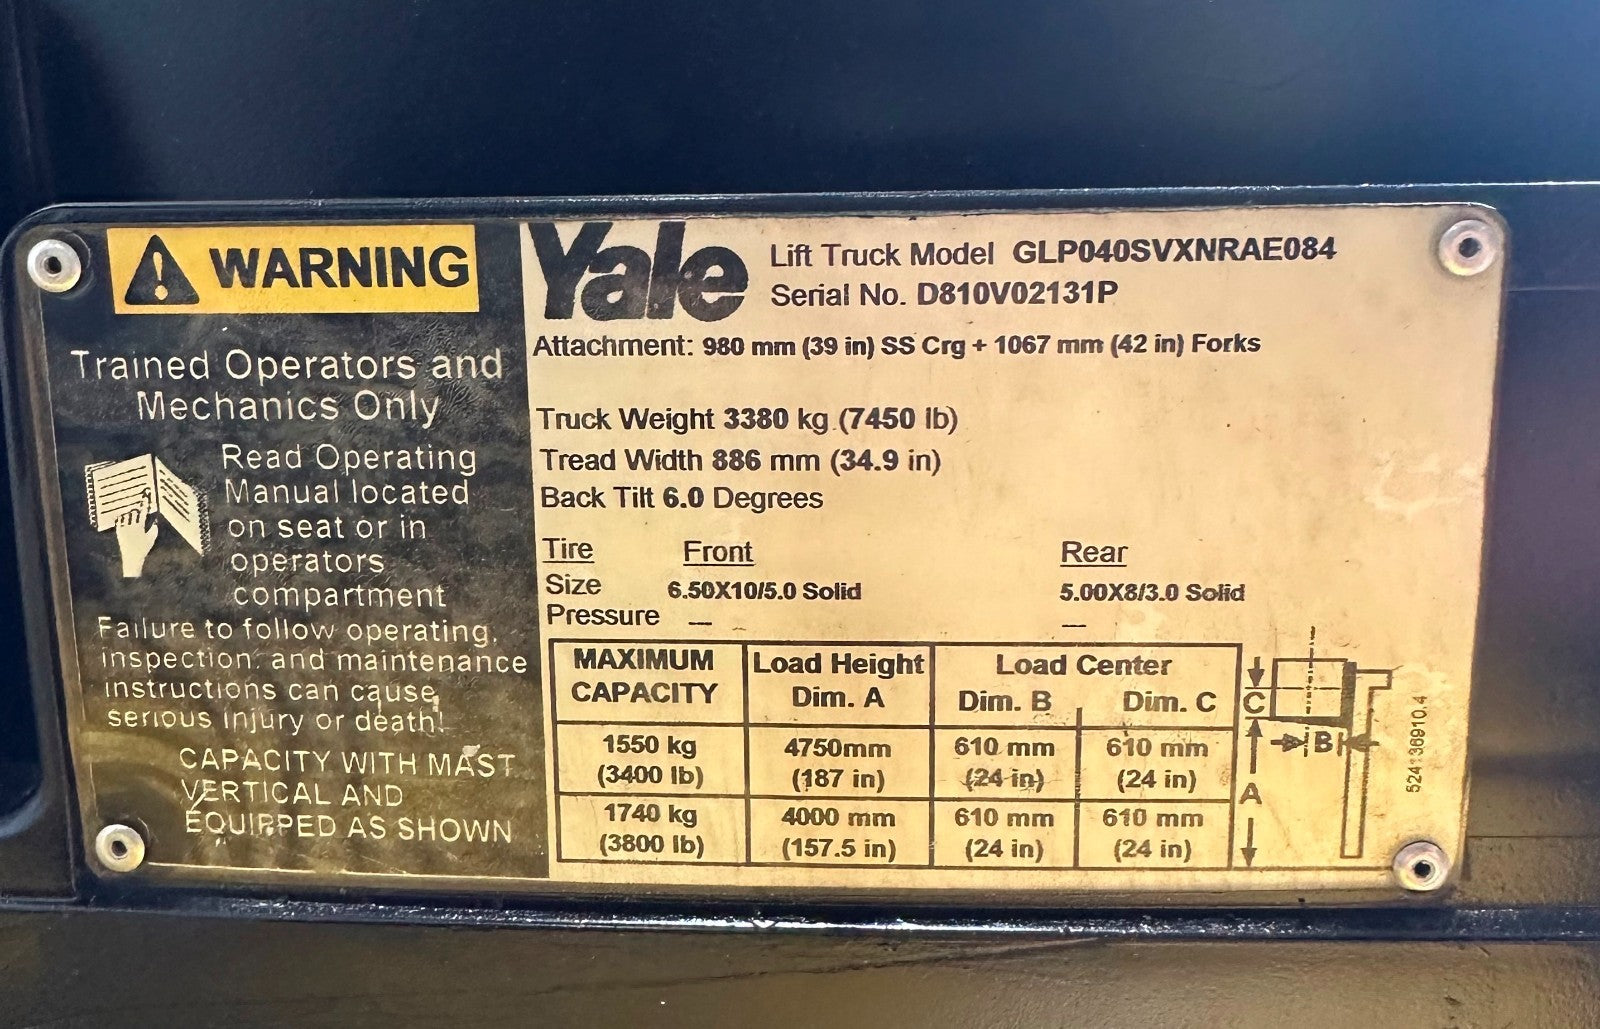 WARNING
Trained Operators and
Mechanics Only
Read Operating
Manual located
on seat or in
operators
compartment
Failure to follow operating,
inspection, and maintenance
instructions can cause
serious injury or death!
CAPACITY WITH MAST
VERTICAL AND
EQUIPPED AS SHOWN
Yale
Lift Truck Model GLP040SVXNRAE084
Serial No. D810V02131P
Attachment: 980 mm (39 in) SS Crg + 1067 mm (42 in) Forks
Truck Weight 3380 kg (7450 lb)
Tread Width 886 mm (34.9 in)
Back Tilt 6.0 Degrees
Tire Front Rear
Size 6.50X10/5.0 Solid 5.00X8/3.0 Solid
Pressure — —
MAXIMUM Load Height Load Center
CAPACITY Dim. A Dim. B Dim. C
1550 kg 4750mm 610 mm 610 mm
(3400 lb) (187 in) (24 in) (24 in)
1740 kg 4000 mm 610 mm 610 mm
(3800 lb) (157.5 in) (24 in) (24 in)
C
B
A
524136910.4